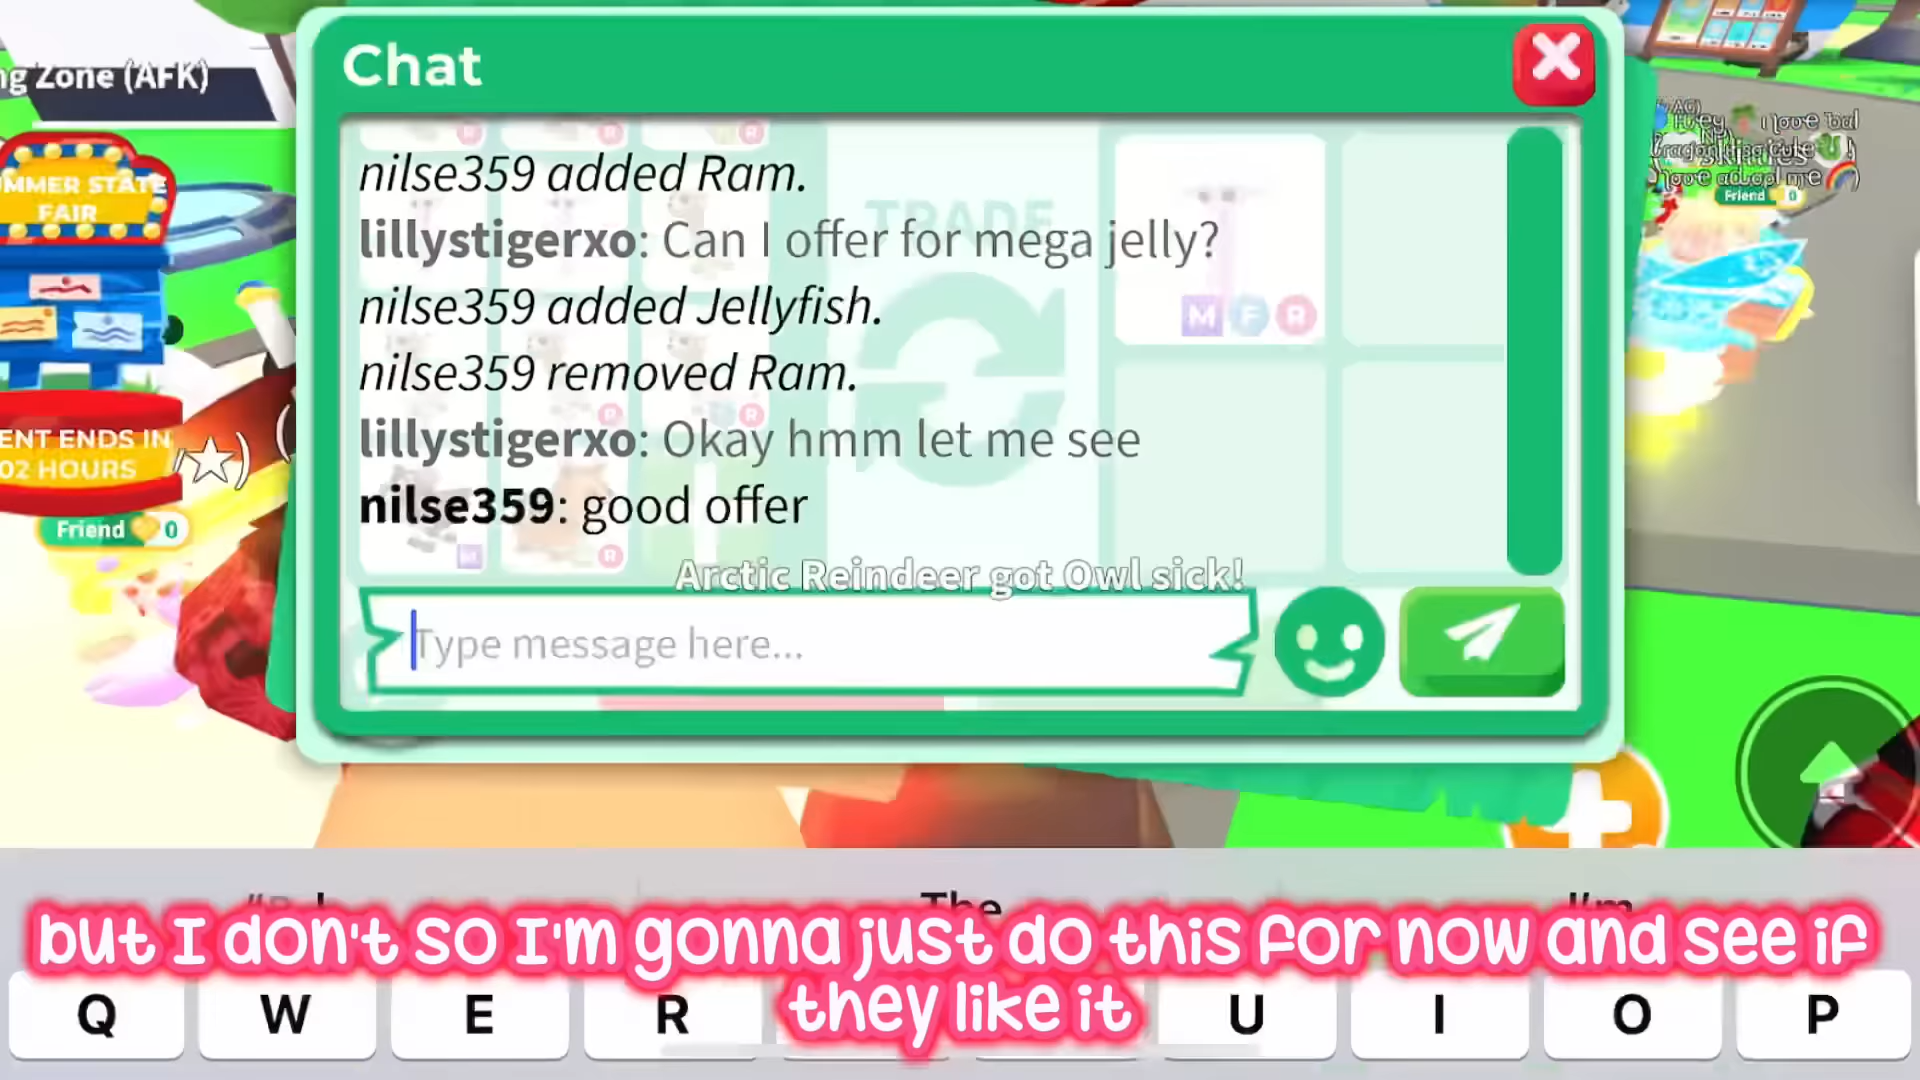 Chat
ng Zone (AFK)
MMER STATE
FAIR
nilse359 added Ram.
lillystigerxo: Can I offer for mega jelly?
nilse359 added Jellyfish.
nilse359 removed Ram.
lillystigerxo: Okay hmm let me see
nilse359: good offer
TRADE
M F R
ENT ENDS IN
02 HOURS
Friend 0
Friend 0
Arctic Reindeer got Owl sick!
Type message here...
The
I'm
but I don't so I'm gonna just do this for now and see if
they like it
Q W E R U I O P